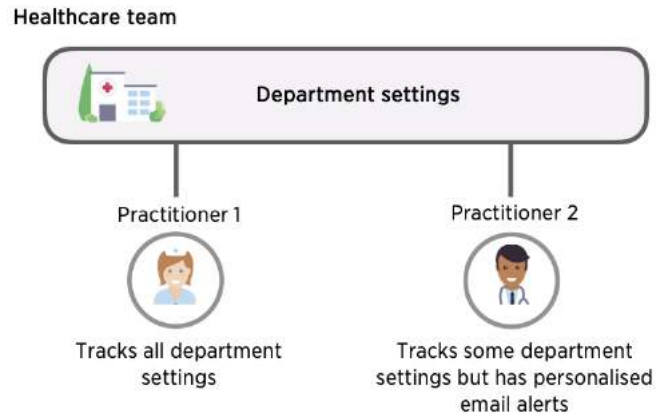 Healthcare team
Department settings
Practitioner 1
Practitioner 2
Tracks all department
settings
Tracks some department
settings but has personalised
email alerts